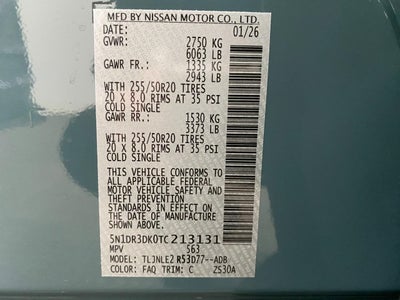 MFD BY NISSAN MOTOR CO., LTD.
DATE: 01/26
GVWR: 2750 KG
6063 LB
GAWR FR.: 1335 KG
2943 LB
WITH 255/50R20 TIRES
20 X 8.0 RIMS AT 35 PSI
COLD SINGLE
GAWR RR.: 1530 KG
3373 LB
WITH 255/50R20 TIRES
20 X 8.0 RIMS AT 35 PSI
COLD SINGLE
THIS VEHICLE CONFORMS TO
ALL APPLICABLE FEDERAL
MOTOR VEHICLE SAFETY AND
THEFT PREVENTION
STANDARDS IN EFFECT ON
THE DATE OF MANUFACTURE
SHOWN ABOVE.
5N1DR3DK0TC213131
MPV 563
TLJNLE2 R53D77--ADB
COLOR: FAQ TRIM: C ZS30A